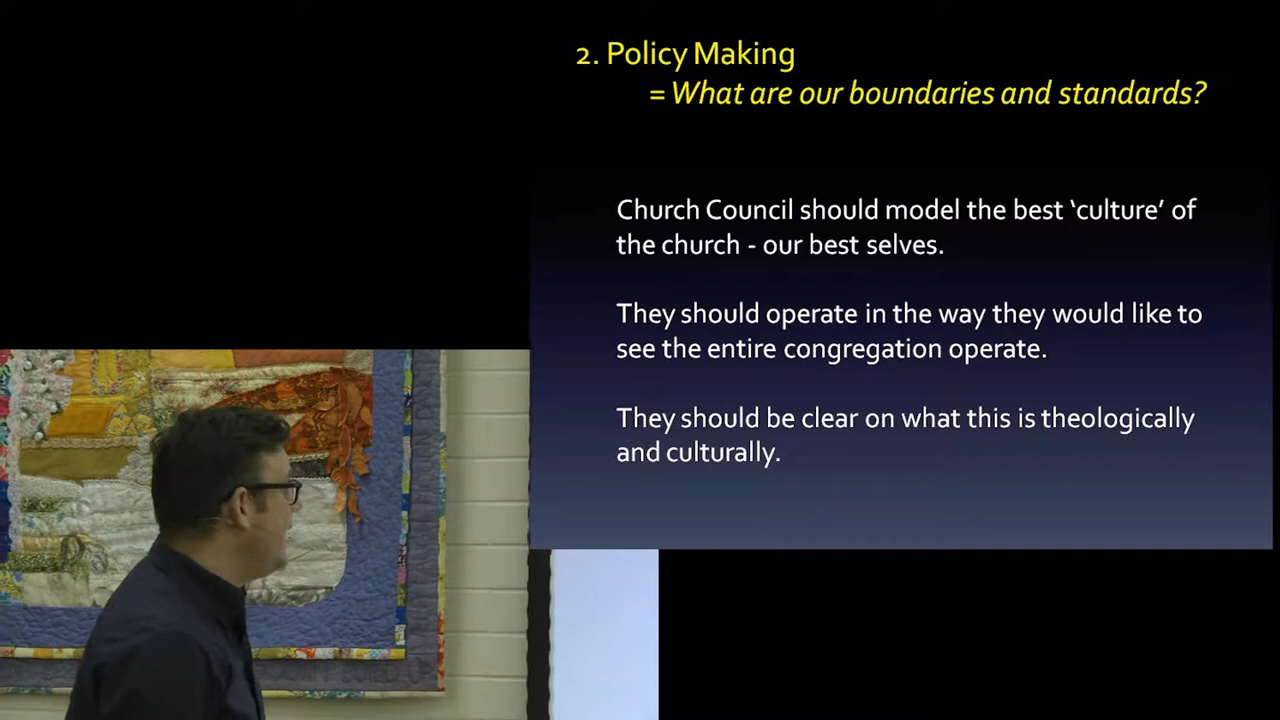 2. Policy Making
= What are our boundaries and standards?
Church Council should model the best ‘culture’ of
the church - our best selves.
They should operate in the way they would like to
see the entire congregation operate.
They should be clear on what this is theologically
and culturally.